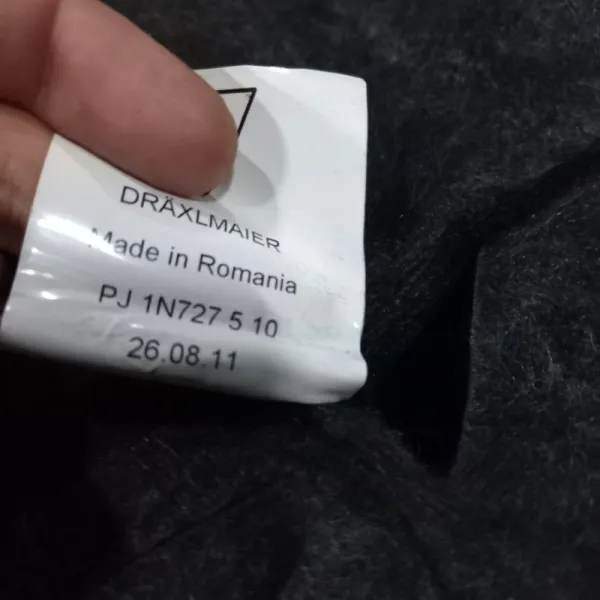 DRÄXLMAIER
Made in Romania
PJ 1N727 5 10
26.08.11